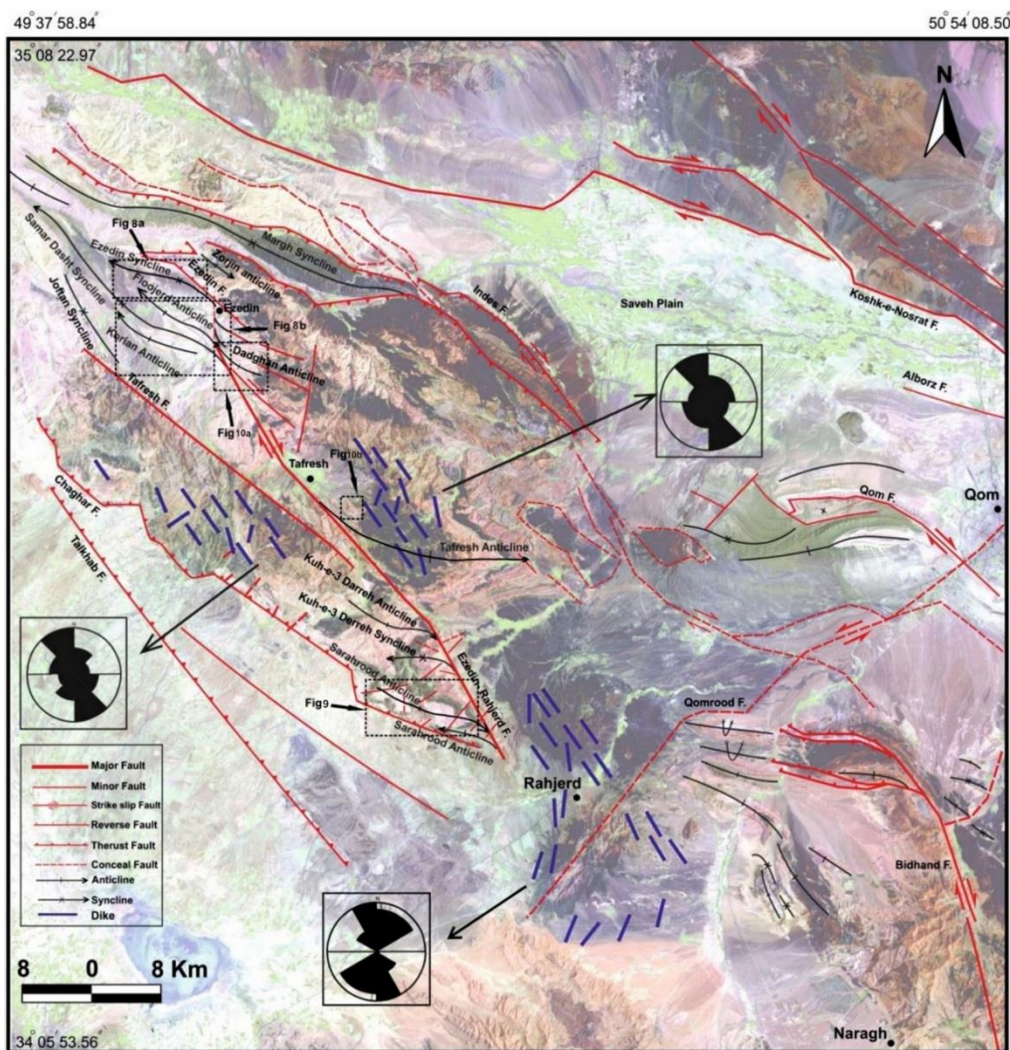 49° 37´ 58.84˝
50° 54´ 08.50˝
35° 08´ 22.97˝
N
Fig 8a
Margh Syncline
Samar Dasht Syncline
Ezedin Syncline
Ezedin F.
Zorjin anticline
Joftan Syncline
Anticline
Ezedin
Indes F.
Saveh Plain
Koshk-e-Nosrat F.
Fig 8b
Kerian Anticline
Dadghan Anticline
Alborz F.
Tafresh F.
Fig 10a
Tafresh
Fig 10b
Chaghar F.
Talkhab F.
Qom F.
Qom
Tafresh Anticline
Kuh-e-3 Darreh Anticline
Kuh-e-3 Derreh Syncline
Ezedin- Rahjerd F.
Sarahrood Anticline
Fig9
Sarabrood Anticline
Qomrood F.
Rahjerd
Bidhand F.
Major Fault
Minor Fault
Strike slip Fault
Reverse Fault
Therust Fault
Conceal Fault
Anticline
Syncline
Dike
N
8 0 8 Km
Naragh
34° 05´ 53.56˝